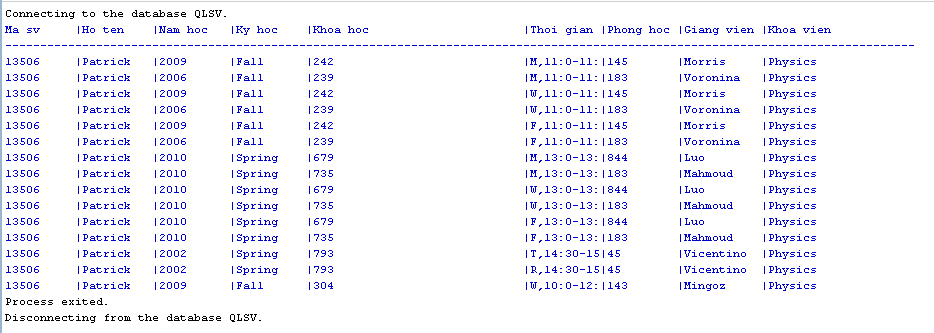 Connecting to the database QLSV.
Ma sv |Ho ten |Nam hoc |Ky hoc |Khoa hoc |Thoi gian |Phong hoc |Giang vien |Khoa vien
--------------------------------------------------------------------------------------------------------------------------------
13506 |Patrick |2009 |Fall |242 |M,11:0-11:|145 |Morris |Physics
13506 |Patrick |2006 |Fall |239 |M,11:0-11:|183 |Voronina |Physics
13506 |Patrick |2009 |Fall |242 |W,11:0-11:|145 |Morris |Physics
13506 |Patrick |2006 |Fall |239 |W,11:0-11:|183 |Voronina |Physics
13506 |Patrick |2009 |Fall |242 |F,11:0-11:|145 |Morris |Physics
13506 |Patrick |2006 |Fall |239 |F,11:0-11:|183 |Voronina |Physics
13506 |Patrick |2010 |Spring |679 |M,13:0-13:|844 |Luo |Physics
13506 |Patrick |2010 |Spring |735 |M,13:0-13:|183 |Mahmoud |Physics
13506 |Patrick |2010 |Spring |679 |W,13:0-13:|844 |Luo |Physics
13506 |Patrick |2010 |Spring |735 |W,13:0-13:|183 |Mahmoud |Physics
13506 |Patrick |2010 |Spring |679 |F,13:0-13:|844 |Luo |Physics
13506 |Patrick |2010 |Spring |735 |F,13:0-13:|183 |Mahmoud |Physics
13506 |Patrick |2002 |Spring |793 |T,14:30-15|45 |Vicentino |Physics
13506 |Patrick |2002 |Spring |793 |R,14:30-15|45 |Vicentino |Physics
13506 |Patrick |2009 |Fall |304 |W,10:0-12:|143 |Mingoz |Physics
Process exited.
Disconnecting from the database QLSV.